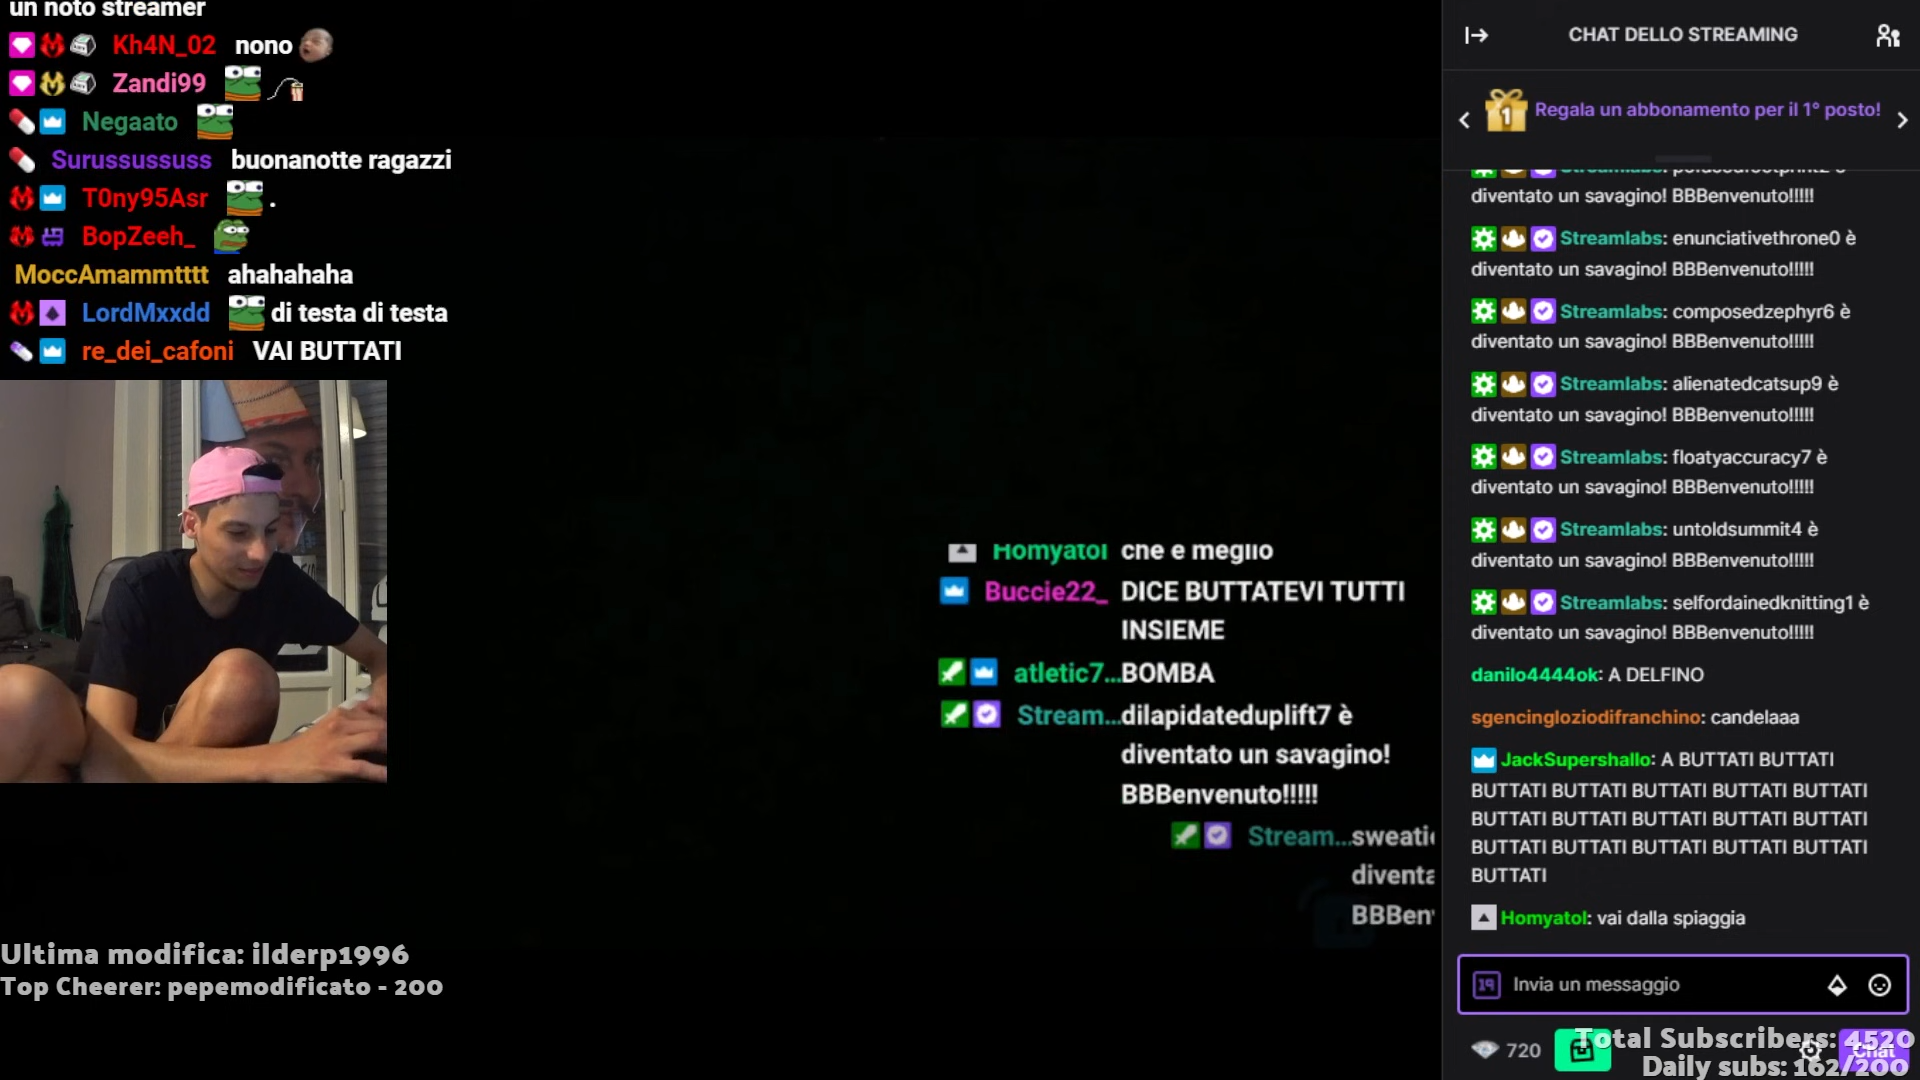 un noto streamer
Kh4N_02 nono
Zandi99
Negaato
Surussussuss buonanotte ragazzi
T0ny95Asr .
BopZeeh_
MoccAmammtttt ahahahaha
LordMxxdd di testa di testa
re_dei_cafoni VAI BUTTATI
Ultima modifica: ilderp1996
Top Cheerer: pepemodificato - 200
Homyatol che e meglio
Buccie22_ DICE BUTTATEVI TUTTI
INSIEME
atletic7... BOMBA
Stream... dilapidateduplift7 è
diventato un savagino!
BBBenvenuto!!!!!
Stream... sweati
diventa
BBBen
CHAT DELLO STREAMING
1 Regala un abbonamento per il 1° posto!
diventato un savagino! BBBenvenuto!!!!!
Streamlabs: enunciativethrone0 è
diventato un savagino! BBBenvenuto!!!!!
Streamlabs: composedzephyr6 è
diventato un savagino! BBBenvenuto!!!!!
Streamlabs: alienatedcatsup9 è
diventato un savagino! BBBenvenuto!!!!!
Streamlabs: floatyaccuracy7 è
diventato un savagino! BBBenvenuto!!!!!
Streamlabs: untoldsummit4 è
diventato un savagino! BBBenvenuto!!!!!
Streamlabs: selfordainedknitting1 è
diventato un savagino! BBBenvenuto!!!!!
danilo4444ok: A DELFINO
sgencingloziodifranchino: candelaaa
JackSupershallo: A BUTTATI BUTTATI
BUTTATI BUTTATI BUTTATI BUTTATI BUTTATI
BUTTATI BUTTATI BUTTATI BUTTATI BUTTATI
BUTTATI BUTTATI BUTTATI BUTTATI BUTTATI
BUTTATI
Homyatol: vai dalla spiaggia
19 Invia un messaggio
720
Total Subscribers: 4520
Chat
Daily subs: 162/200